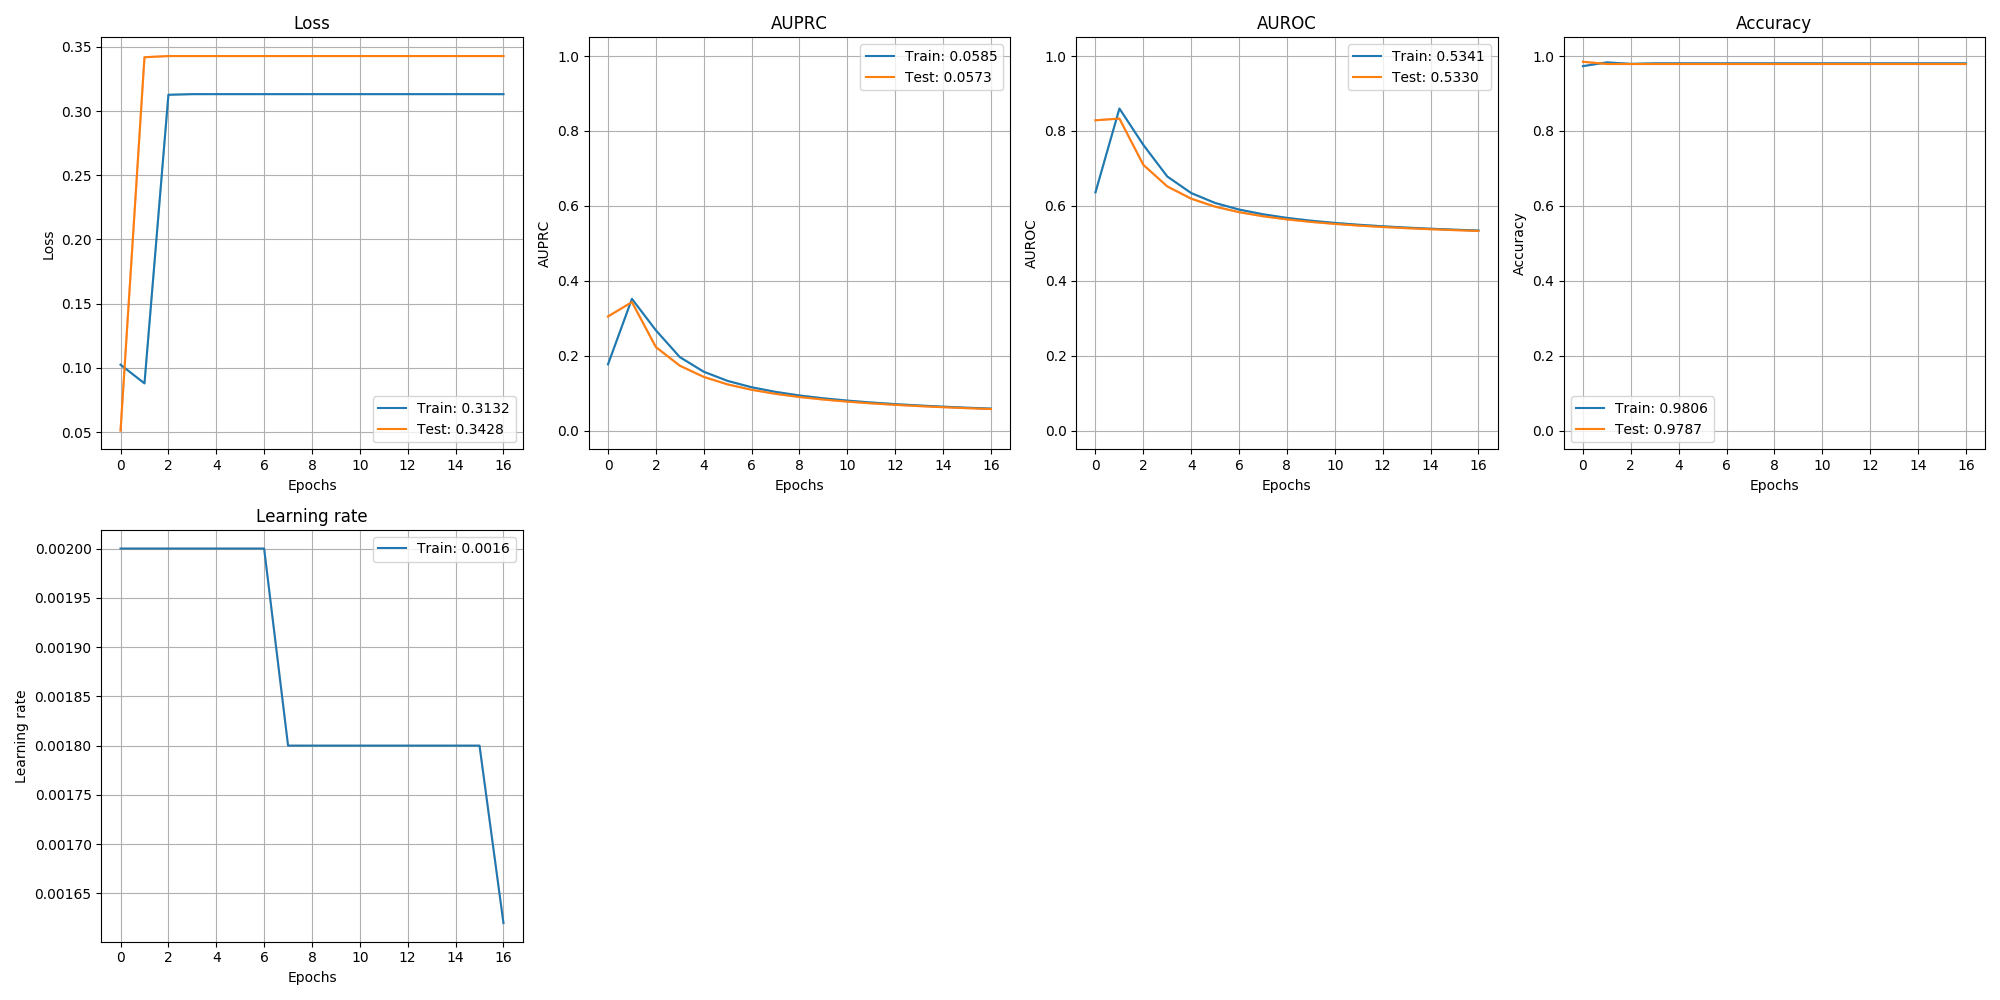 Loss
0.35
0.30
0.25
0.20
0.15
0.10
0.05
Loss
Train: 0.3132
Test: 0.3428
0 2 4 6 8 10 12 14 16
Epochs
AUPRC
1.0
0.8
0.6
0.4
0.2
0.0
AUPRC
Train: 0.0585
Test: 0.0573
0 2 4 6 8 10 12 14 16
Epochs
AUROC
1.0
0.8
0.6
0.4
0.2
0.0
AUROC
Train: 0.5341
Test: 0.5330
0 2 4 6 8 10 12 14 16
Epochs
Accuracy
1.0
0.8
0.6
0.4
0.2
0.0
Accuracy
Train: 0.9806
Test: 0.9787
0 2 4 6 8 10 12 14 16
Epochs
Learning rate
0.00200
0.00195
0.00190
0.00185
0.00180
0.00175
0.00170
0.00165
Learning rate
Train: 0.0016
0 2 4 6 8 10 12 14 16
Epochs